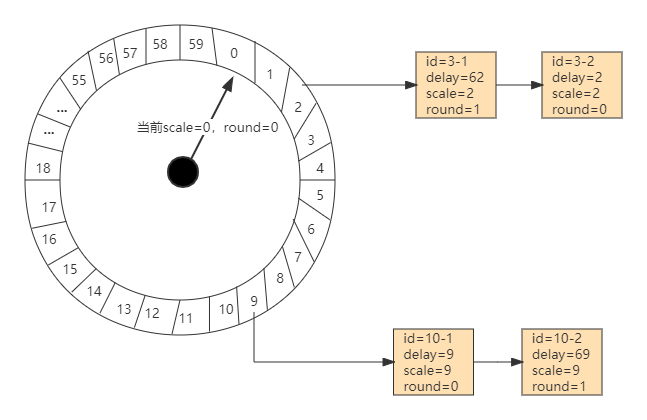 0
1
2
3
4
5
6
7
8
9
10
11
12
13
14
15
16
17
18
...
...
55
56
57
58
59
当前scale=0，round=0
id=3-1
delay=62
scale=2
round=1
id=3-2
delay=2
scale=2
round=0
id=10-1
delay=9
scale=9
round=0
id=10-2
delay=69
scale=9
round=1